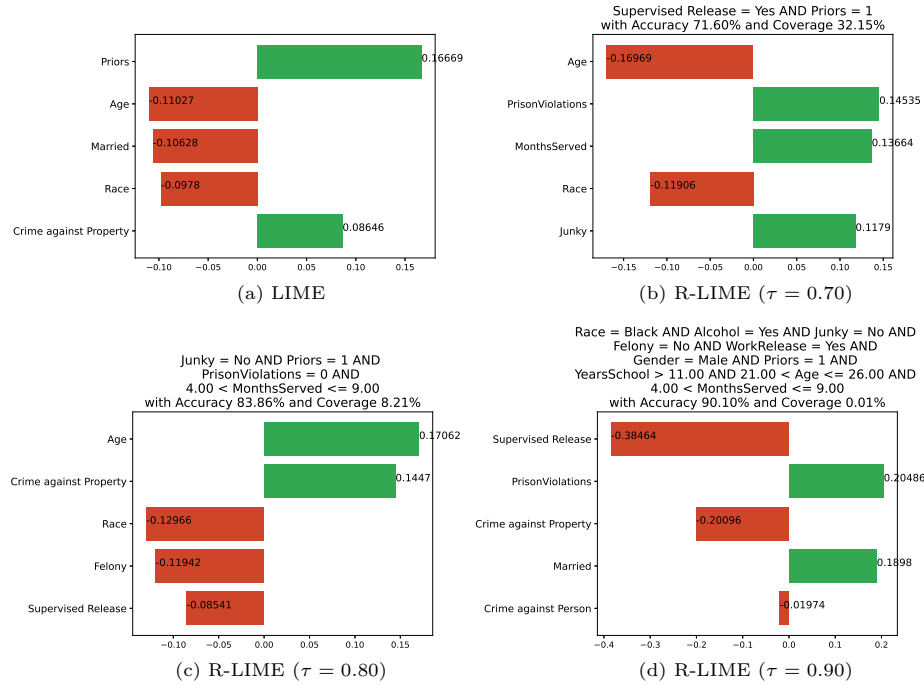 Priors
0.16669
Age
-0.11027
Married
-0.10628
Race
-0.0978
Crime against Property
0.08646
-0.10 -0.05 0.00 0.05 0.10 0.15
(a) LIME
Supervised Release = Yes AND Priors = 1
with Accuracy 71.60% and Coverage 32.15%
Age
-0.16969
PrisonViolations
0.14535
MonthsServed
0.13664
Race
-0.11906
Junky
0.1179
-0.15 -0.10 -0.05 0.00 0.05 0.10 0.15
(b) R-LIME (τ = 0.70)
Junky = No AND Priors = 1 AND
PrisonViolations = 0 AND
4.00 < MonthsServed <= 9.00
with Accuracy 83.86% and Coverage 8.21%
Age
0.17062
Crime against Property
0.1447
Race
-0.12966
Felony
-0.11942
Supervised Release
-0.08541
-0.10 -0.05 0.00 0.05 0.10 0.15
(c) R-LIME (τ = 0.80)
Race = Black AND Alcohol = Yes AND Junky = No AND
Felony = No AND WorkRelease = Yes AND
Gender = Male AND Priors = 1 AND
YearsSchool > 11.00 AND 21.00 < Age <= 26.00 AND
4.00 < MonthsServed <= 9.00
with Accuracy 90.10% and Coverage 0.01%
Supervised Release
-0.38464
PrisonViolations
0.20486
Crime against Property
-0.20096
Married
0.1898
Crime against Person
-0.01974
-0.4 -0.3 -0.2 -0.1 0.0 0.1 0.2
(d) R-LIME (τ = 0.90)